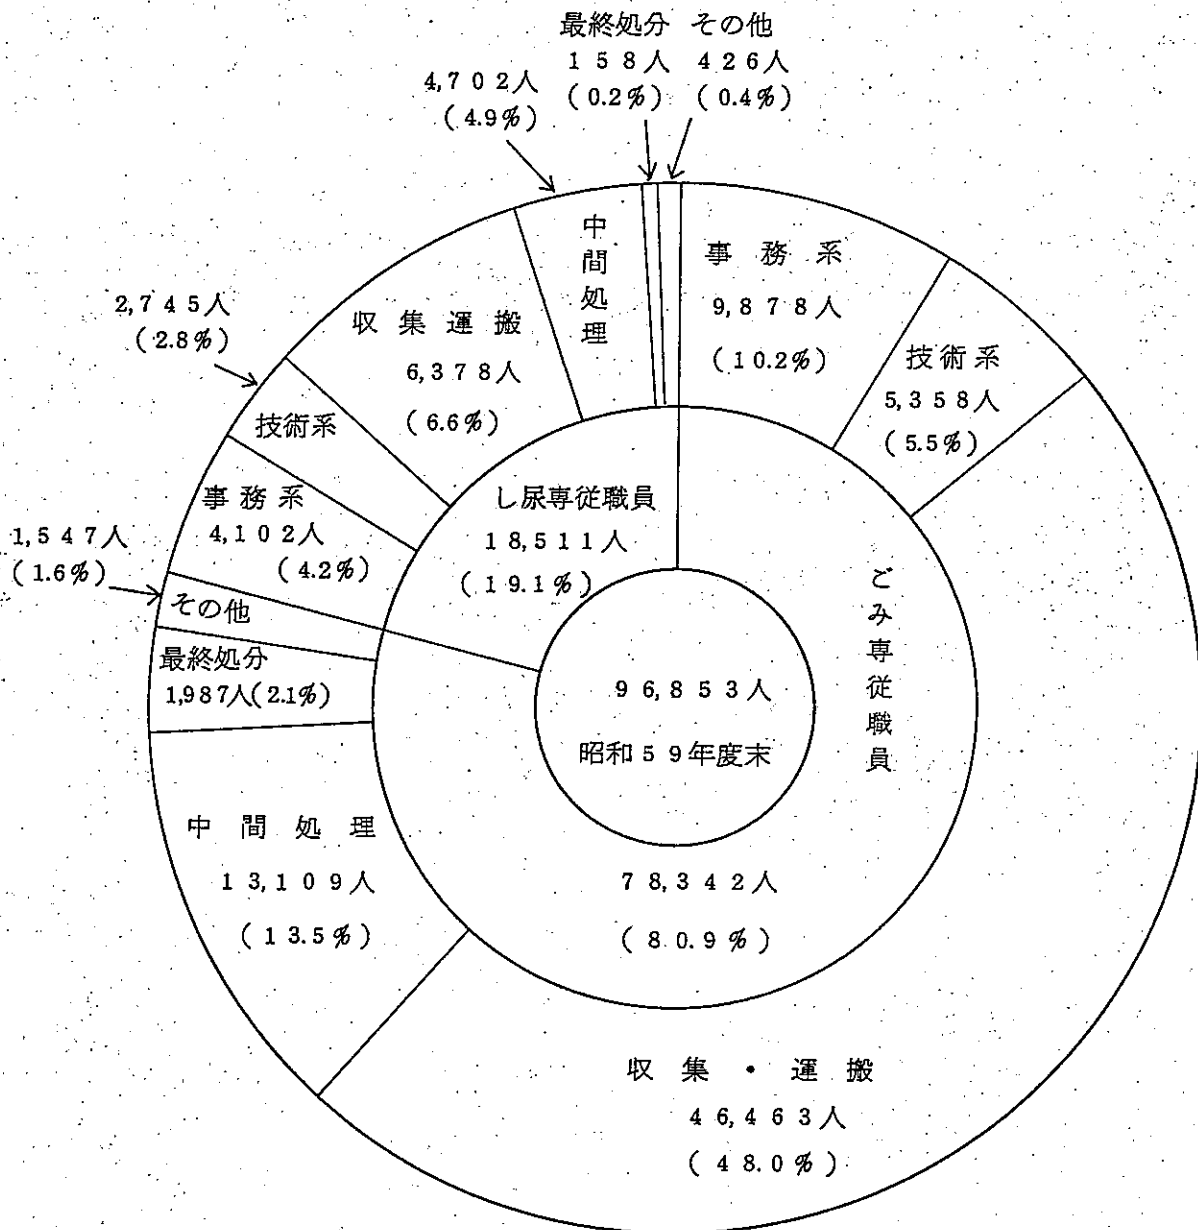 最終処分 その他
158人 426人
(0.2%) (0.4%)
4,702人
(4.9%)
中間処理
事務系
9,878人
(10.2%)
技術系
5,358人
(5.5%)
2,745人
(2.8%)
収集運搬
6,378人
(6.6%)
技術系
事務系
4,102人
(4.2%)
し尿専従職員
18,511人
(19.1%)
1,547人
(1.6%)
その他
最終処分
1,987人(2.1%)
ごみ専従職員
96,853人
昭和59年度末
中間処理
13,109人
(13.5%)
78,342人
(80.9%)
収集・運搬
46,463人
(48.0%)